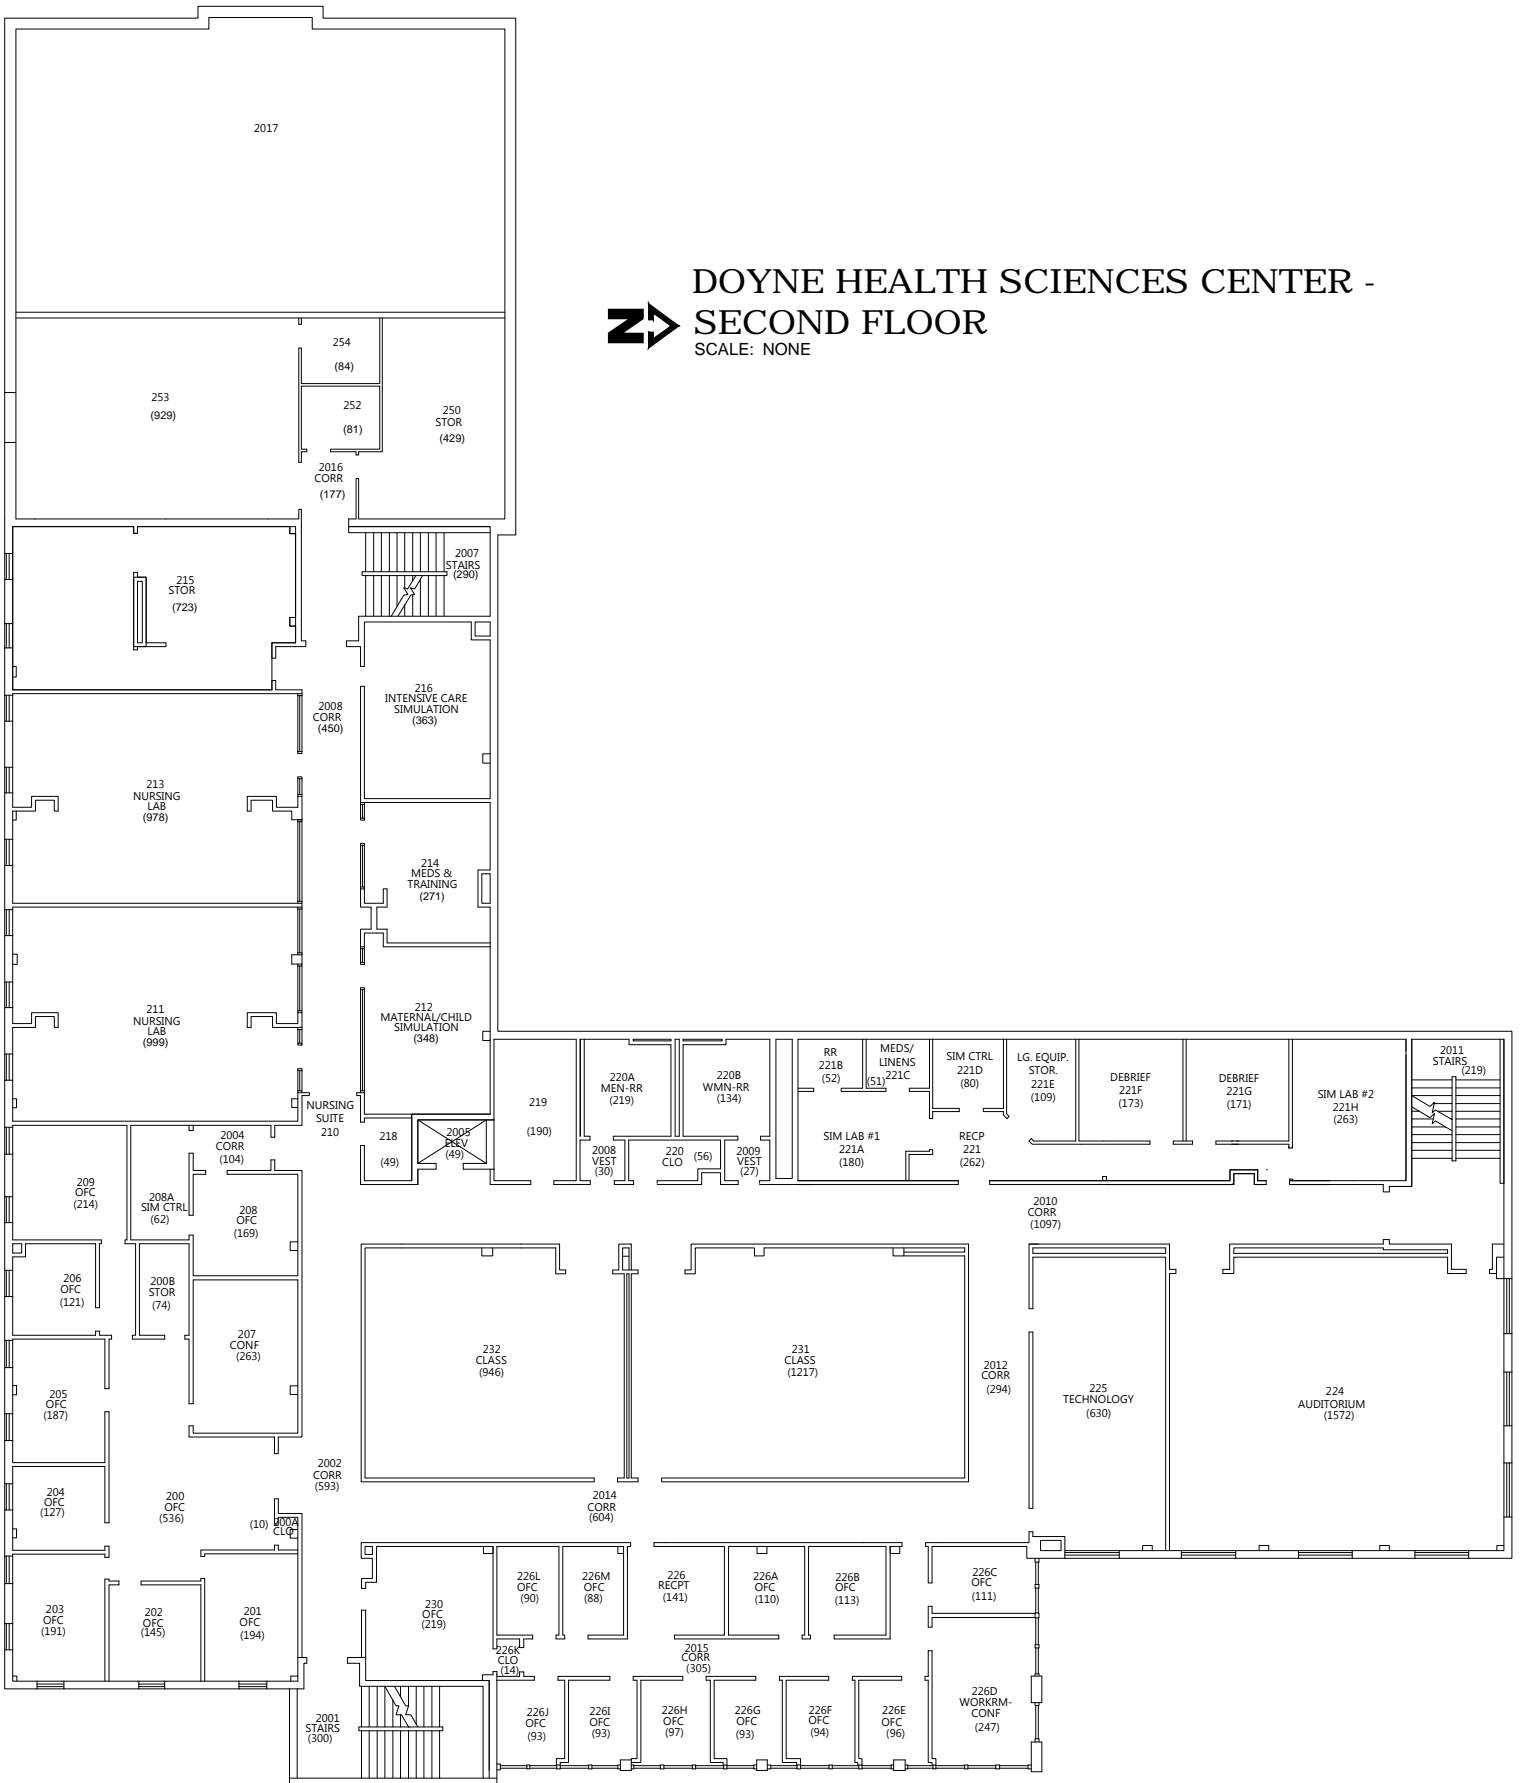 2017
DOYNE HEALTH SCIENCES CENTER -
SECOND FLOOR
SCALE: NONE
N
254
(84)
253
(929)
252
(81)
250
STOR
(429)
2016
CORR
(177)
2007
STAIRS
(290)
215
STOR
(723)
216
INTENSIVE CARE
SIMULATION
(363)
2008
CORR
(450)
213
NURSING
LAB
(978)
214
MEDS &
TRAINING
(271)
211
NURSING
LAB
(999)
212
MATERNAL/CHILD
SIMULATION
(348)
NURSING
SUITE
210
218
(49)
2005
ELEV
(49)
219
(190)
220A
MEN-RR
(219)
220B
WMN-RR
(134)
2008
VEST
(30)
220
CLO
(56)
2009
VEST
(27)
RR
221B
(52)
MEDS/
LINENS
221C
(51)
SIM CTRL
221D
(80)
LG. EQUIP.
STOR.
221E
(109)
DEBRIEF
221F
(173)
DEBRIEF
221G
(171)
SIM LAB #2
221H
(263)
2011
STAIRS
(219)
SIM LAB #1
221A
(180)
RECP
221
(262)
2004
CORR
(104)
209
OFC
(214)
208A
SIM CTRL
(62)
208
OFC
(169)
2010
CORR
(1097)
206
OFC
(121)
200B
STOR
(74)
207
CONF
(263)
232
CLASS
(946)
231
CLASS
(1217)
2012
CORR
(294)
225
TECHNOLOGY
(630)
224
AUDITORIUM
(1572)
205
OFC
(187)
2002
CORR
(593)
204
OFC
(127)
200
OFC
(536)
(10)
200A
CLO
2014
CORR
(604)
203
OFC
(191)
202
OFC
(145)
201
OFC
(194)
230
OFC
(219)
226L
OFC
(90)
226M
OFC
(88)
226
RECPT
(141)
226A
OFC
(110)
226B
OFC
(113)
226C
OFC
(111)
226K
CLO
(14)
2015
CORR
(305)
2001
STAIRS
(300)
226J
OFC
(93)
226I
OFC
(93)
226H
OFC
(97)
226G
OFC
(93)
226F
OFC
(94)
226E
OFC
(96)
226D
WORKRM-
CONF
(247)